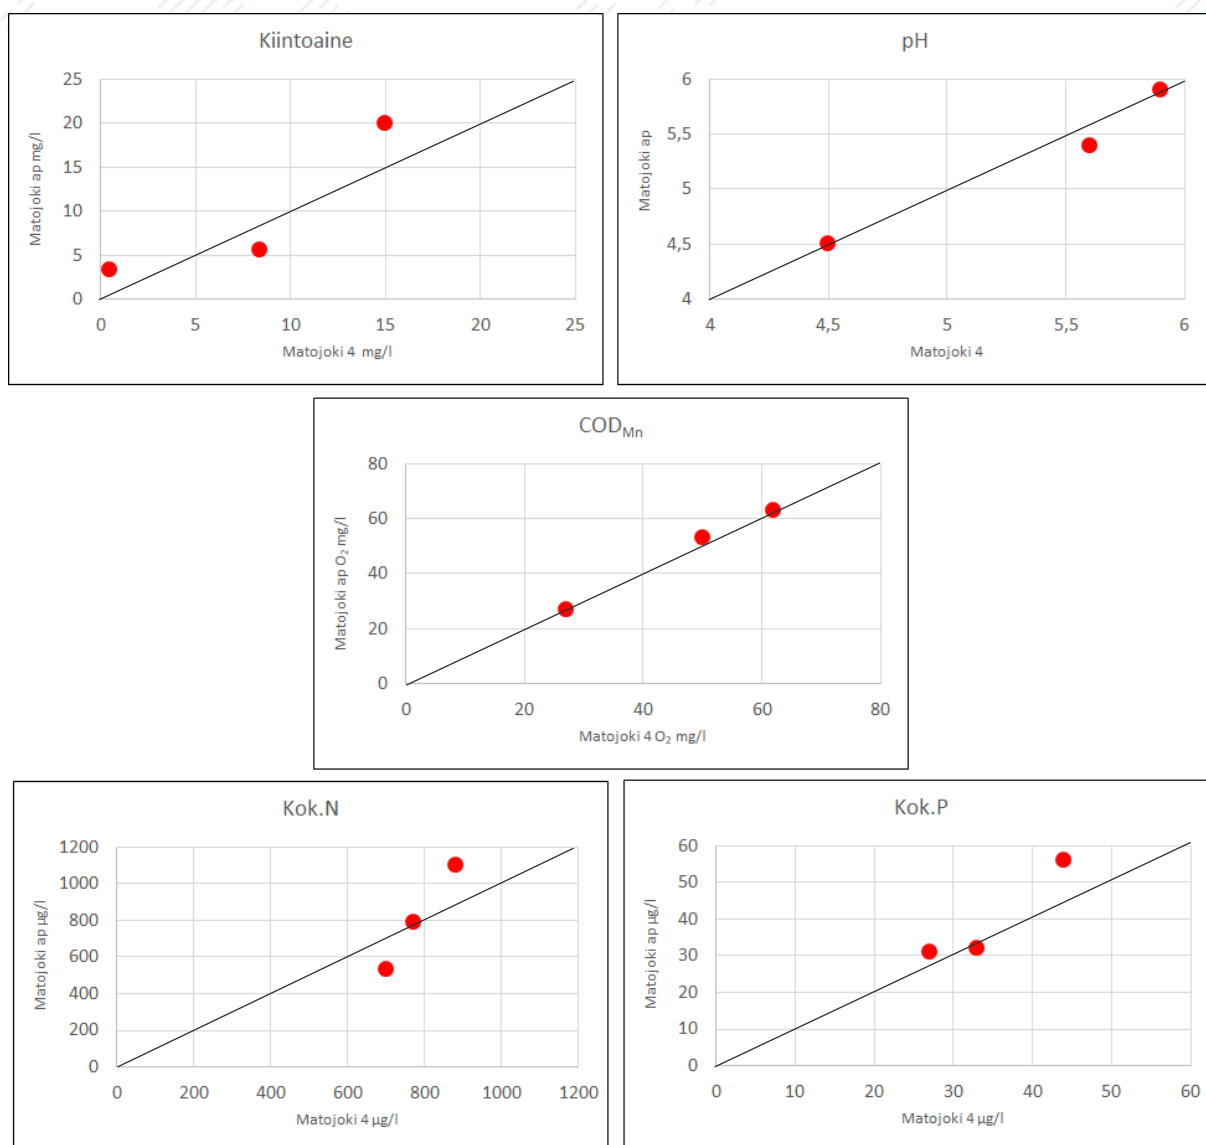 Kiintoaine
25
20
15
10
5
0
Matojoki ap mg/l
0 5 10 15 20 25
Matojoki 4 mg/l
pH
6
5,5
5
4,5
4
Matojoki ap
4 4,5 5 5,5 6
Matojoki 4
COD Mn
80
60
40
20
0
Matojoki ap O₂ mg/l
0 20 40 60 80
Matojoki 4 O₂ mg/l
Kok.N
1200
1000
800
600
400
200
0
Matojoki ap µg/l
0 200 400 600 800 1000 1200
Matojoki 4 µg/l
Kok.P
60
50
40
30
20
10
0
Matojoki ap µg/l
0 10 20 30 40 50 60
Matojoki 4 µg/l